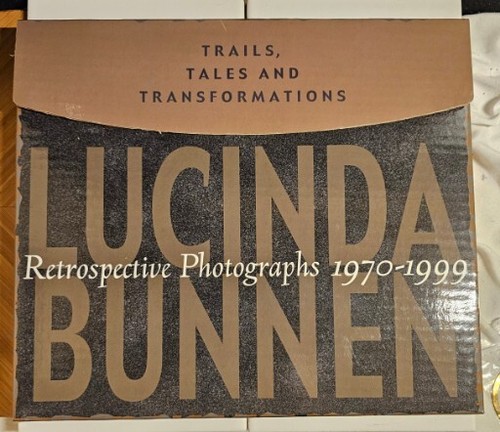 TRAILS,
TALES AND
TRANSFORMATIONS
LUCINDA
Retrospective Photographs 1970-1999
BUNNEN